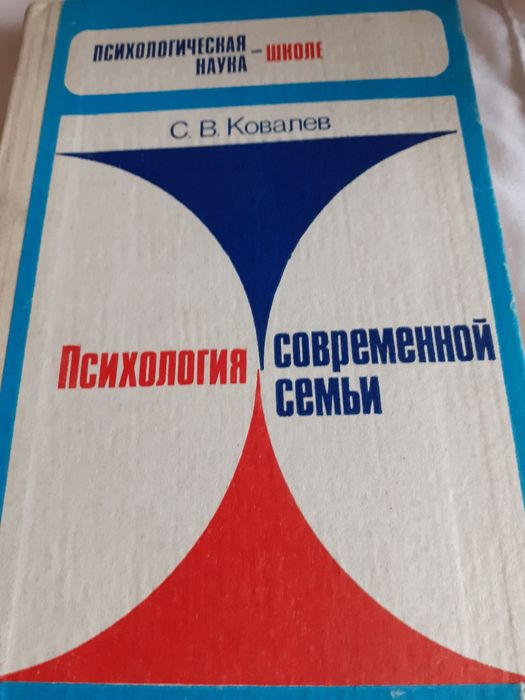 ПСИХОЛОГИЧЕСКАЯ
НАУКА – ШКОЛЕ
С. В. Ковалев
Психология
современной
семьи